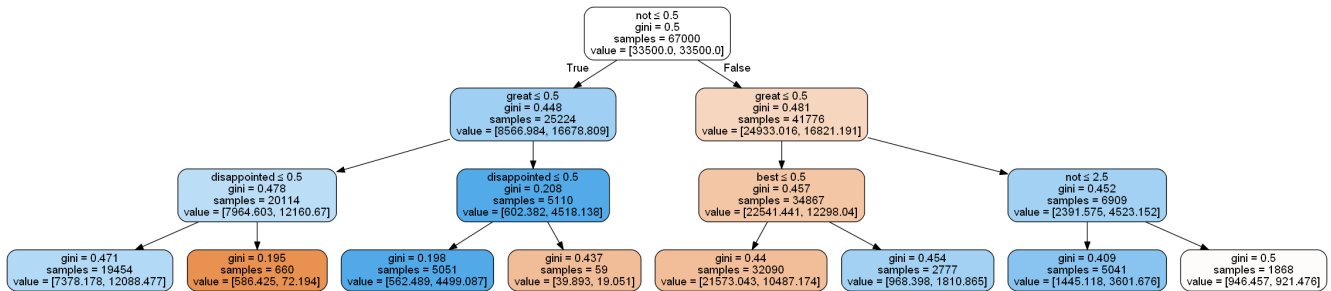 not ≤ 0.5
gini = 0.5
samples = 67000
value = [33500.0, 33500.0]
True
False
great ≤ 0.5
gini = 0.448
samples = 25224
value = [8566.984, 16678.809]
great ≤ 0.5
gini = 0.481
samples = 41776
value = [24933.016, 16821.191]
disappointed ≤ 0.5
gini = 0.478
samples = 20114
value = [7964.603, 12160.67]
disappointed ≤ 0.5
gini = 0.208
samples = 5110
value = [602.382, 4518.138]
best ≤ 0.5
gini = 0.457
samples = 34867
value = [22541.441, 12298.04]
not ≤ 2.5
gini = 0.452
samples = 6909
value = [2391.575, 4523.152]
gini = 0.471
samples = 19454
value = [7378.178, 12088.477]
gini = 0.195
samples = 660
value = [586.425, 72.194]
gini = 0.198
samples = 5051
value = [562.489, 4499.087]
gini = 0.437
samples = 59
value = [39.893, 19.051]
gini = 0.44
samples = 32090
value = [21573.043, 10487.174]
gini = 0.454
samples = 2777
value = [968.398, 1810.865]
gini = 0.409
samples = 5041
value = [1445.118, 3601.676]
gini = 0.5
samples = 1868
value = [946.457, 921.476]